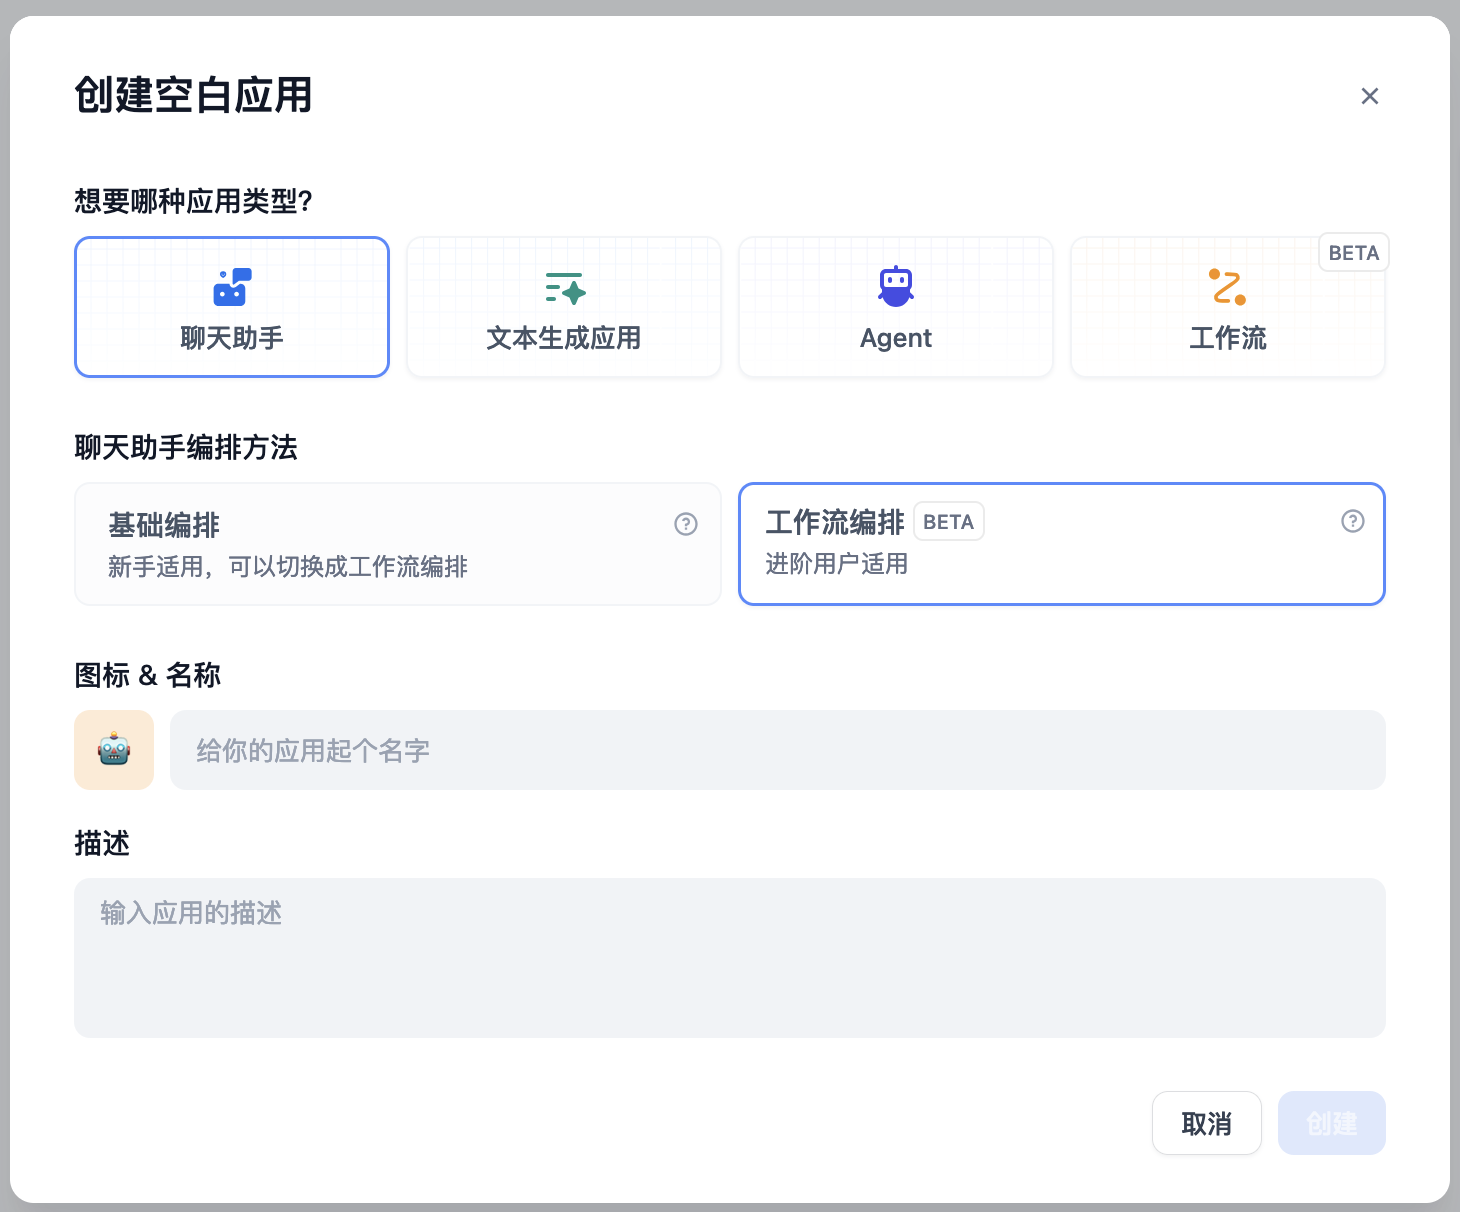 创建空白应用
想要哪种应用类型?
聊天助手
文本生成应用
Agent
BETA
工作流
聊天助手编排方法
基础编排
新手适用，可以切换成工作流编排
工作流编排 BETA
进阶用户适用
图标 & 名称
给你的应用起个名字
描述
输入应用的描述
取消
创建